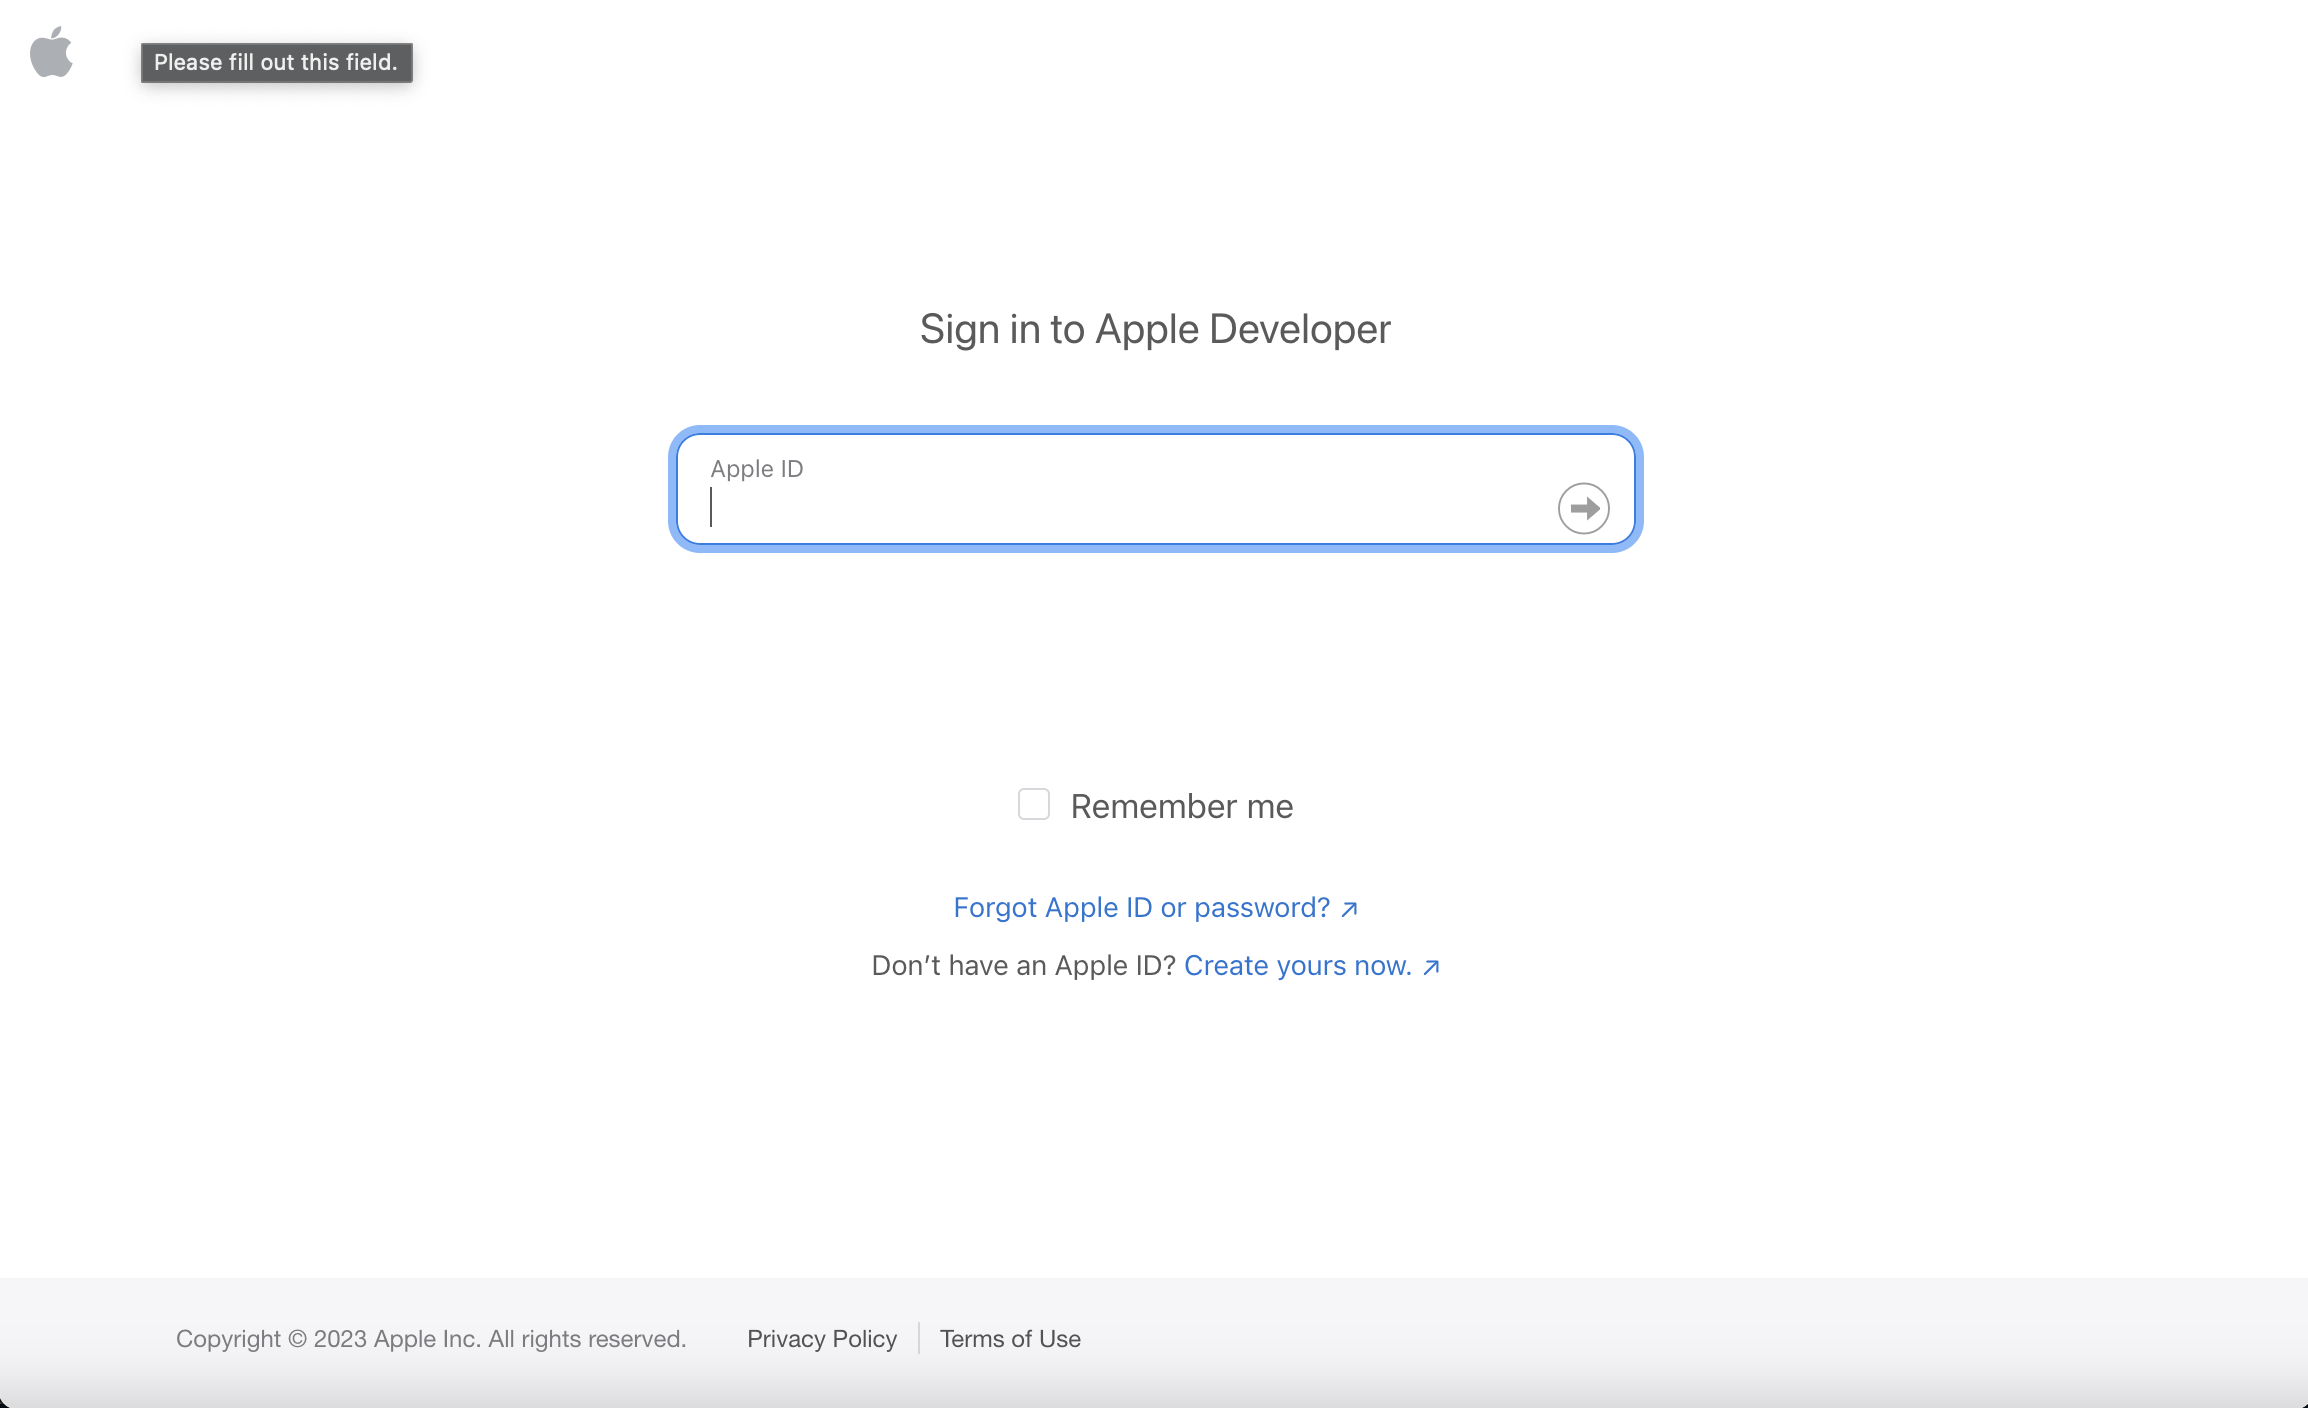 Please fill out this field.
Sign in to Apple Developer
Apple ID
Remember me
Forgot Apple ID or password? ↗
Don’t have an Apple ID? Create yours now. ↗
Copyright © 2023 Apple Inc. All rights reserved. Privacy Policy Terms of Use